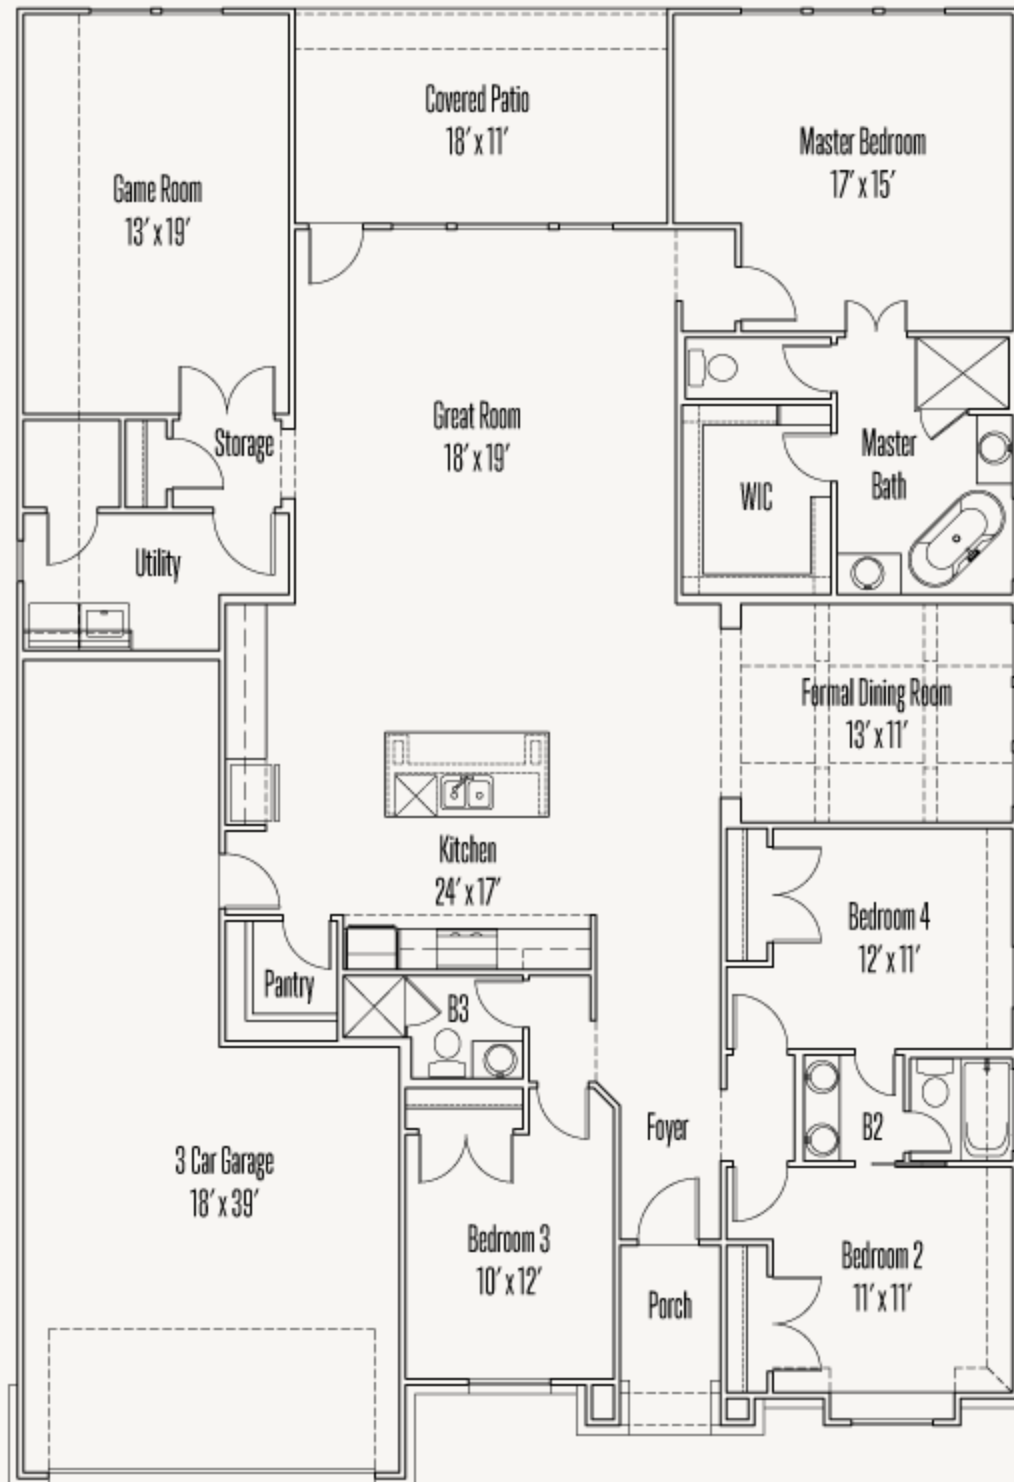 Covered Patio
18′ x 11′
Master Bedroom
17′ x 15′
Game Room
13′ x 19′
Great Room
18′ x 19′
Storage
Master
Bath
WIC
Utility
Formal Dining Room
13′ x 11′
Kitchen
24′ x 17′
Bedroom 4
12′ x 11′
Pantry
B3
Foyer
B2
3 Car Garage
18′ x 39′
Bedroom 3
10′ x 12′
Bedroom 2
11′ x 11′
Porch